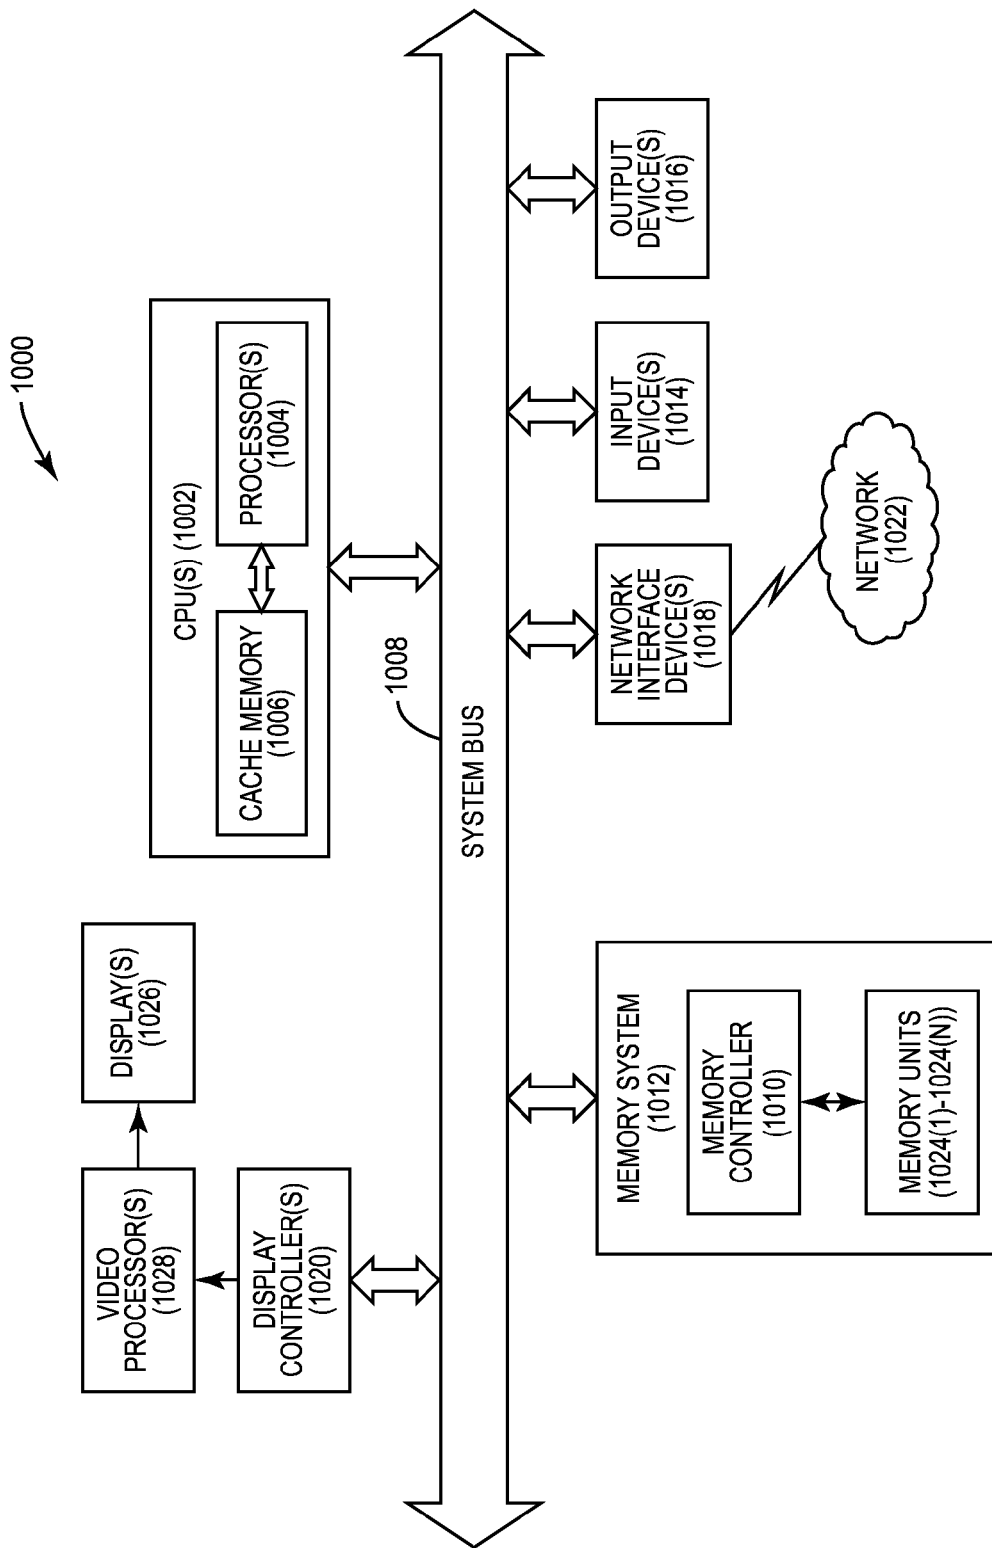 1000
VIDEO
PROCESSOR(S)
(1028)
DISPLAY(S)
(1026)
DISPLAY
CONTROLLER(S)
(1020)
CPU(S) (1002)
CACHE MEMORY
(1006)
PROCESSOR(S)
(1004)
1008
SYSTEM BUS
MEMORY SYSTEM
(1012)
MEMORY
CONTROLLER
(1010)
MEMORY UNITS
(1024(1)-1024(N))
NETWORK
INTERFACE
DEVICE(S)
(1018)
INPUT
DEVICE(S)
(1014)
OUTPUT
DEVICE(S)
(1016)
NETWORK
(1022)